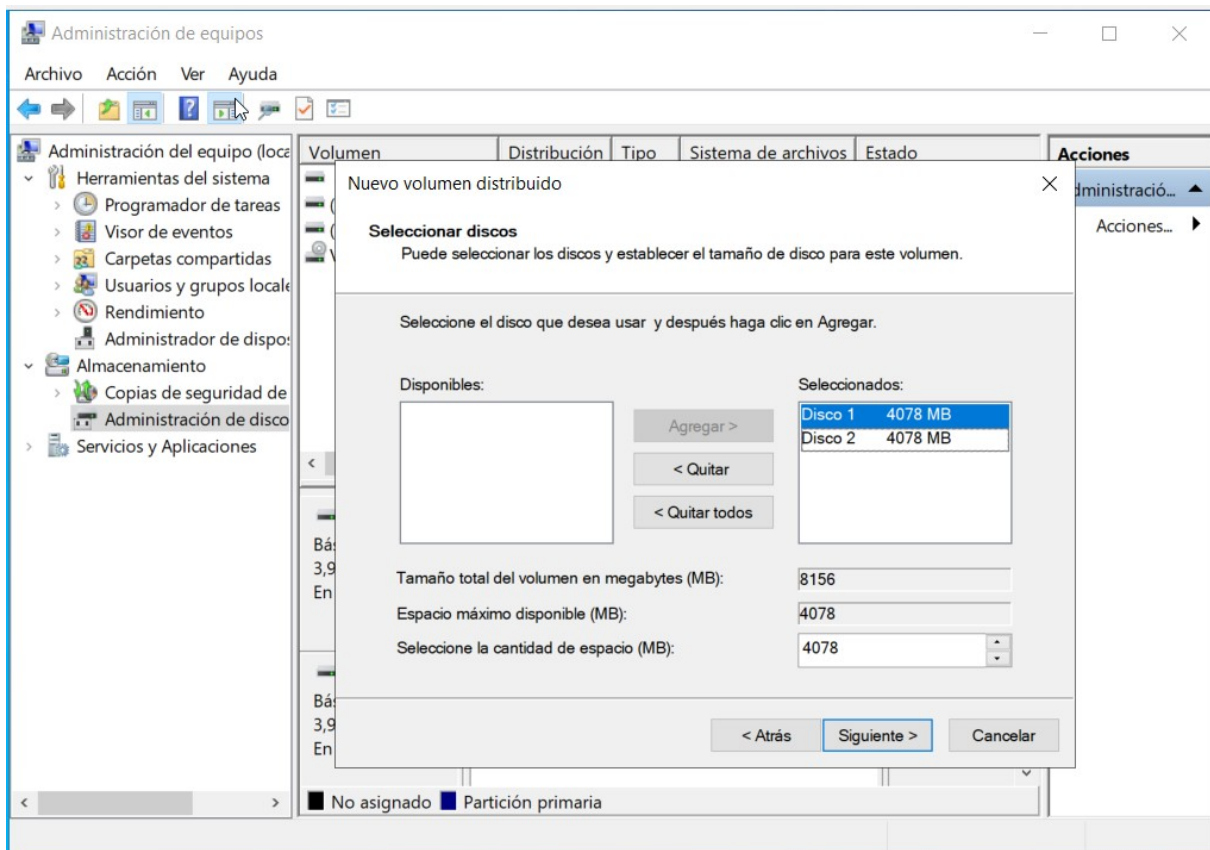 Administración de equipos
Archivo Acción Ver Ayuda
Administración del equipo (loca
Herramientas del sistema
Programador de tareas
Visor de eventos
Carpetas compartidas
Usuarios y grupos locale
Rendimiento
Administrador de dispo
Almacenamiento
Copias de seguridad de
Administración de disco
Servicios y Aplicaciones
Volumen Distribución Tipo Sistema de archivos Estado
Nuevo volumen distribuido
Seleccionar discos
Puede seleccionar los discos y establecer el tamaño de disco para este volumen.
Seleccione el disco que desea usar y después haga clic en Agregar.
Disponibles:
Agregar >
< Quitar
< Quitar todos
Seleccionados:
Disco 1 4078 MB
Disco 2 4078 MB
Tamaño total del volumen en megabytes (MB): 8156
Espacio máximo disponible (MB): 4078
Seleccione la cantidad de espacio (MB): 4078
< Atrás Siguiente > Cancelar
Bás
3,9
En
Bás
3,9
En
No asignado Partición primaria
Acciones
dministració...
Acciones...